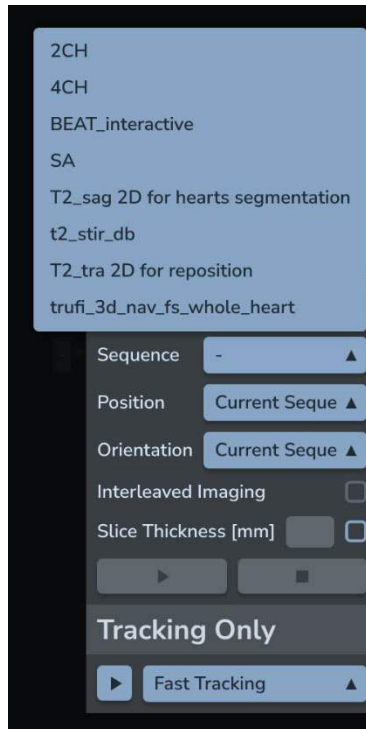 2CH
4CH
BEAT_interactive
SA
T2_sag 2D for hearts segmentation
t2_stir_db
T2_tra 2D for reposition
trufi_3d_nav_fs_whole_heart
Sequence - ▲
Position Current Seque ▲
Orientation Current Seque ▲
Interleaved Imaging
Slice Thickness [mm]
Tracking Only
Fast Tracking ▲